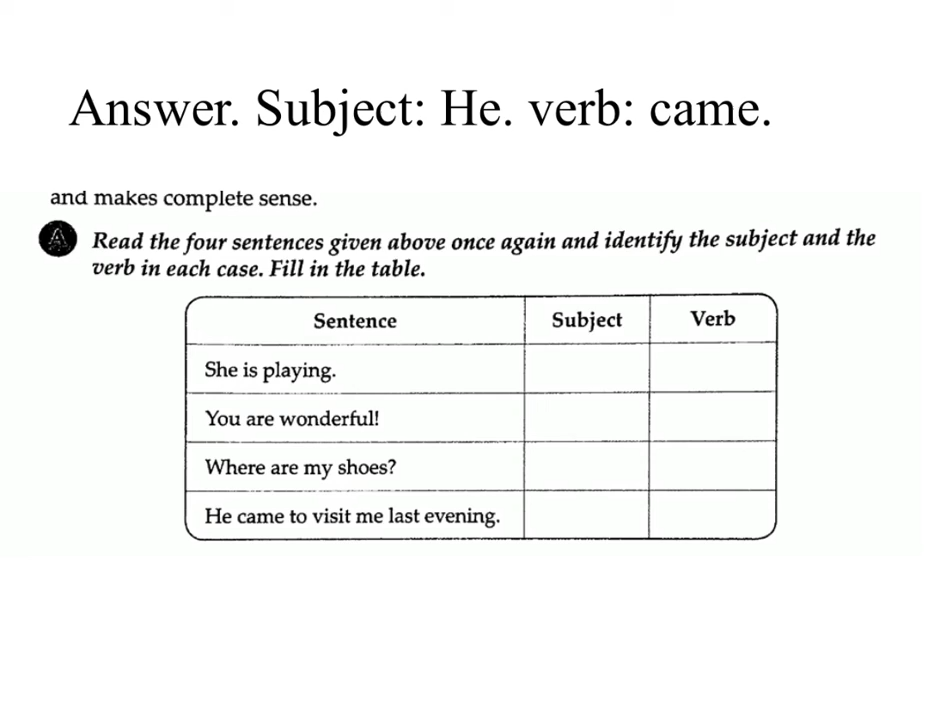 Answer. Subject: He. verb: came.
and makes complete sense.
A Read the four sentences given above once again and identify the subject and the
verb in each case. Fill in the table.
Sentence Subject Verb
She is playing.
You are wonderful!
Where are my shoes?
He came to visit me last evening.